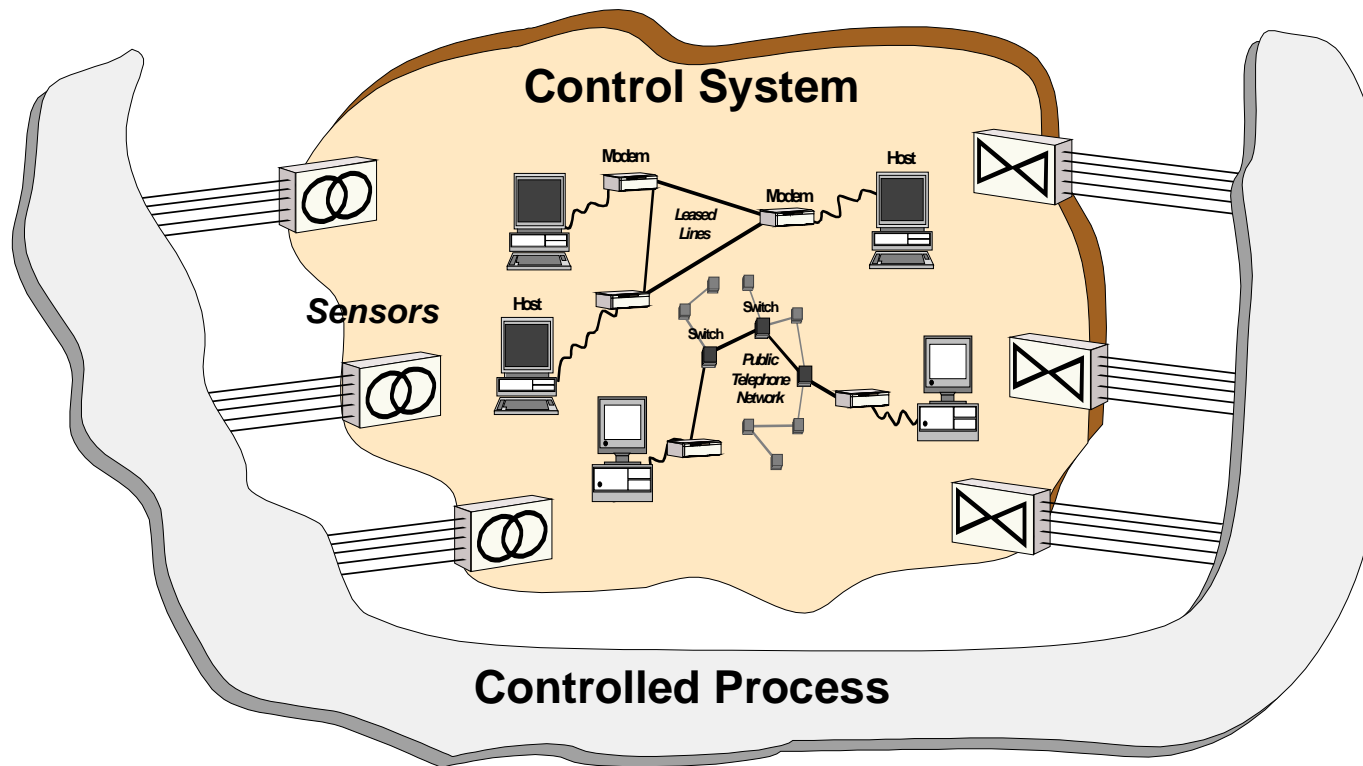 Control System
Modem
Host
Modem
Leased
Lines
Sensors
Host
Switch
Switch
Public
Telephone
Network
Controlled Process